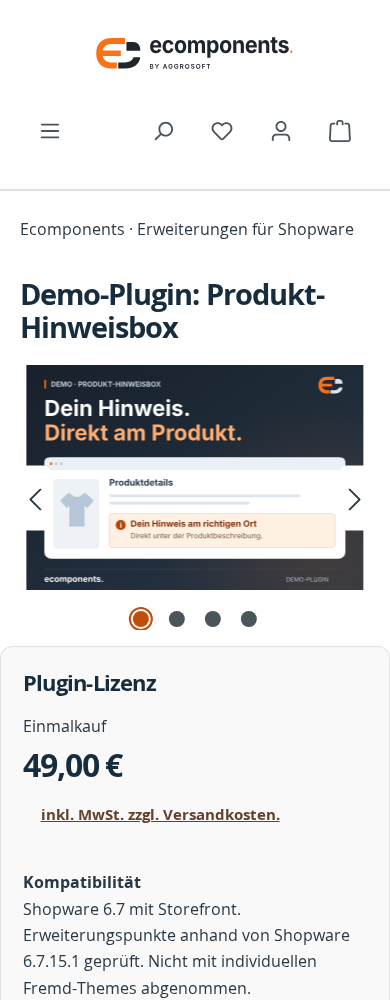 ecomponents.
BY AGGROSOFT
Ecomponents · Erweiterungen für Shopware
Demo-Plugin: Produkt-
Hinweisbox
DEMO · PRODUKT-HINWEISBOX
Dein Hinweis.
Direkt am Produkt.
Produktdetails
Dein Hinweis am richtigen Ort
Direkt unter der Produktbeschreibung.
ecomponents.
DEMO-PLUGIN
Plugin-Lizenz
Einmalkauf
49,00 €
inkl. MwSt. zzgl. Versandkosten.
Kompatibilität
Shopware 6.7 mit Storefront.
Erweiterungspunkte anhand von Shopware
6.7.15.1 geprüft. Nicht mit individuellen
Fremd-Themes abgenommen.